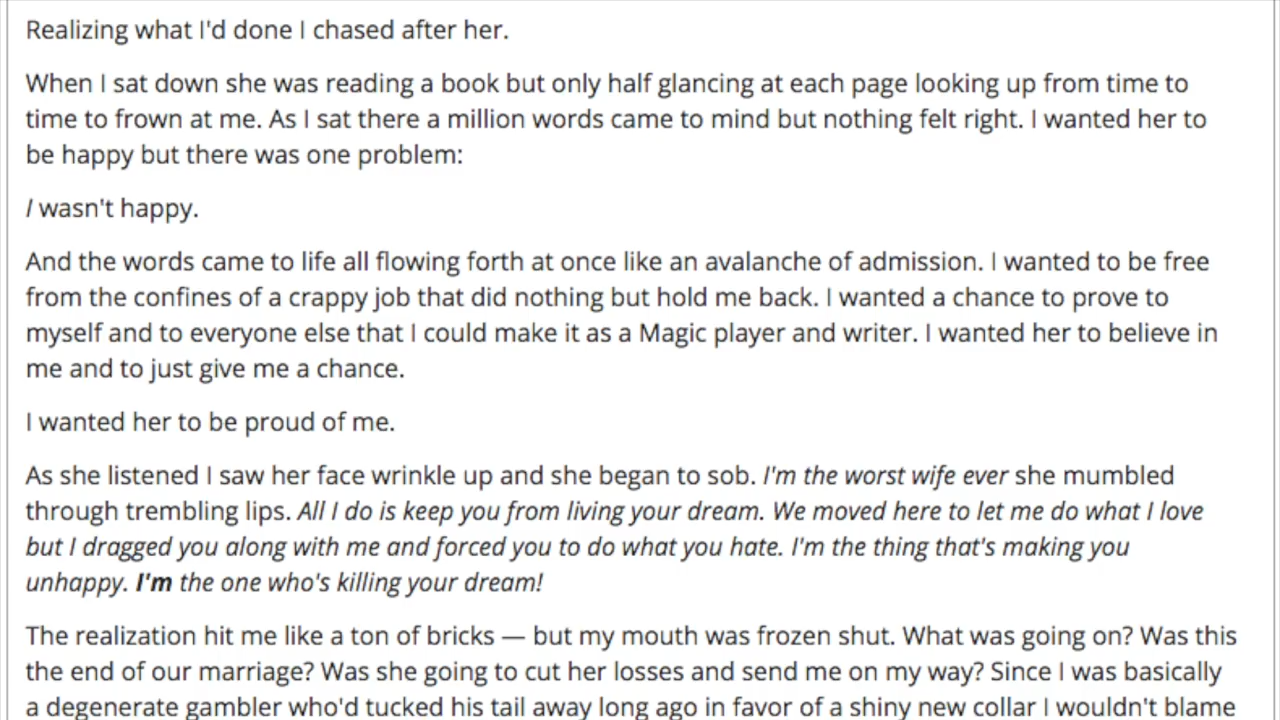 Realizing what I'd done I chased after her.
When I sat down she was reading a book but only half glancing at each page looking up from time to
time to frown at me. As I sat there a million words came to mind but nothing felt right. I wanted her to
be happy but there was one problem:
I wasn't happy.
And the words came to life all flowing forth at once like an avalanche of admission. I wanted to be free
from the confines of a crappy job that did nothing but hold me back. I wanted a chance to prove to
myself and to everyone else that I could make it as a Magic player and writer. I wanted her to believe in
me and to just give me a chance.
I wanted her to be proud of me.
As she listened I saw her face wrinkle up and she began to sob. I'm the worst wife ever she mumbled
through trembling lips. All I do is keep you from living your dream. We moved here to let me do what I love
but I dragged you along with me and forced you to do what you hate. I'm the thing that's making you
unhappy. I'm the one who's killing your dream!
The realization hit me like a ton of bricks — but my mouth was frozen shut. What was going on? Was this
the end of our marriage? Was she going to cut her losses and send me on my way? Since I was basically
a degenerate gambler who'd tucked his tail away long ago in favor of a shiny new collar I wouldn't blame